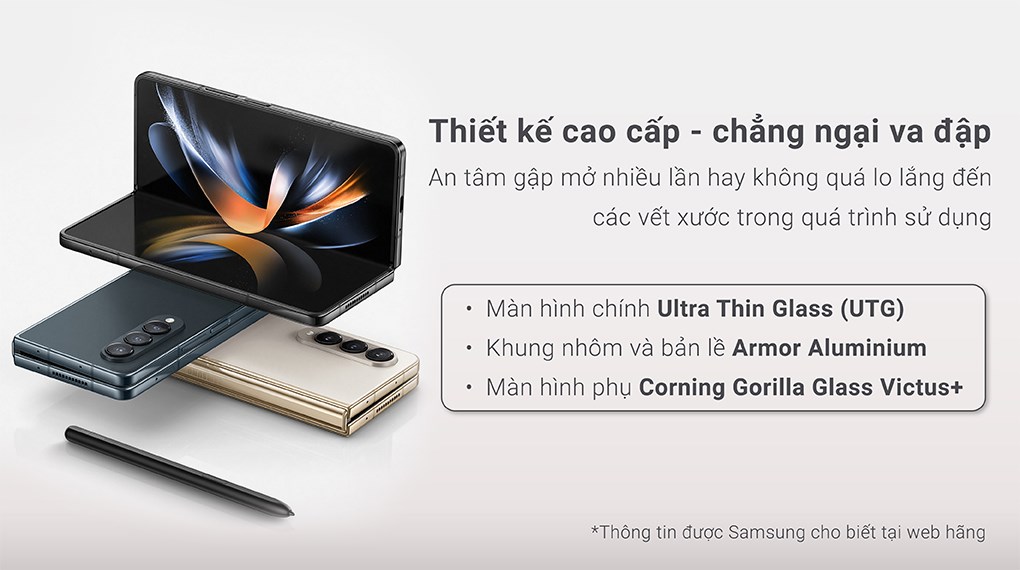 Thiết kế cao cấp - chẳng ngại va đập
An tâm gập mở nhiều lần hay không quá lo lắng đến
các vết xước trong quá trình sử dụng
• Màn hình chính Ultra Thin Glass (UTG)
• Khung nhôm và bản lề Armor Aluminium
• Màn hình phụ Corning Gorilla Glass Victus+
*Thông tin được Samsung cho biết tại web hãng